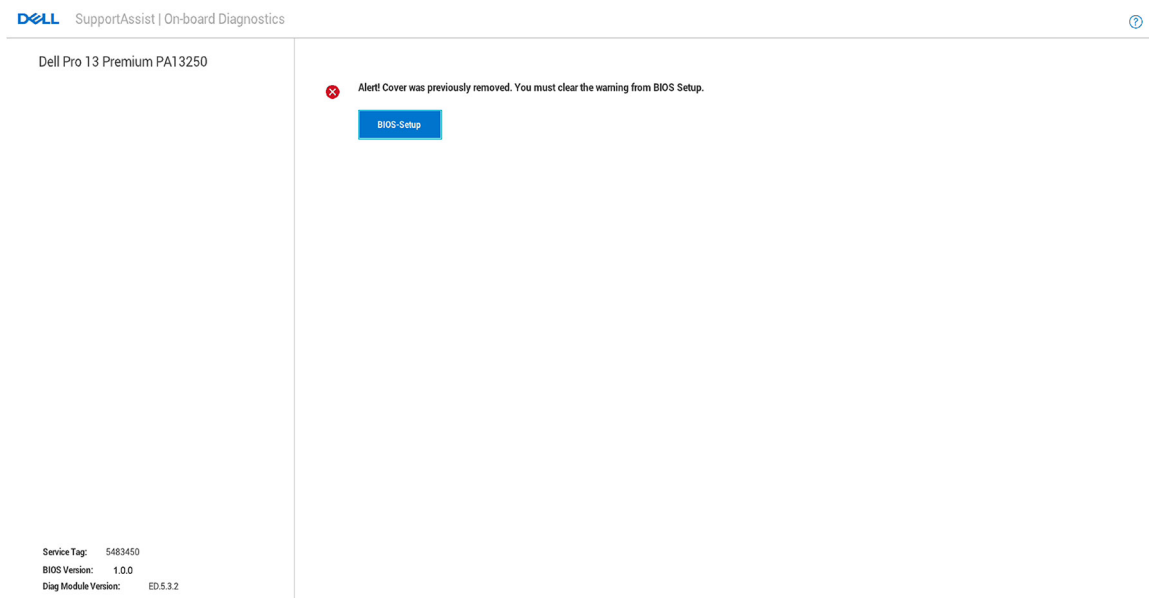 DELL SupportAssist | On-board Diagnostics
Dell Pro 13 Premium PA13250
Alert! Cover was previously removed. You must clear the warning from BIOS Setup.
BIOS-Setup
Service Tag: 5483450
BIOS Version: 1.0.0
Diag Module Version: ED.5.3.2